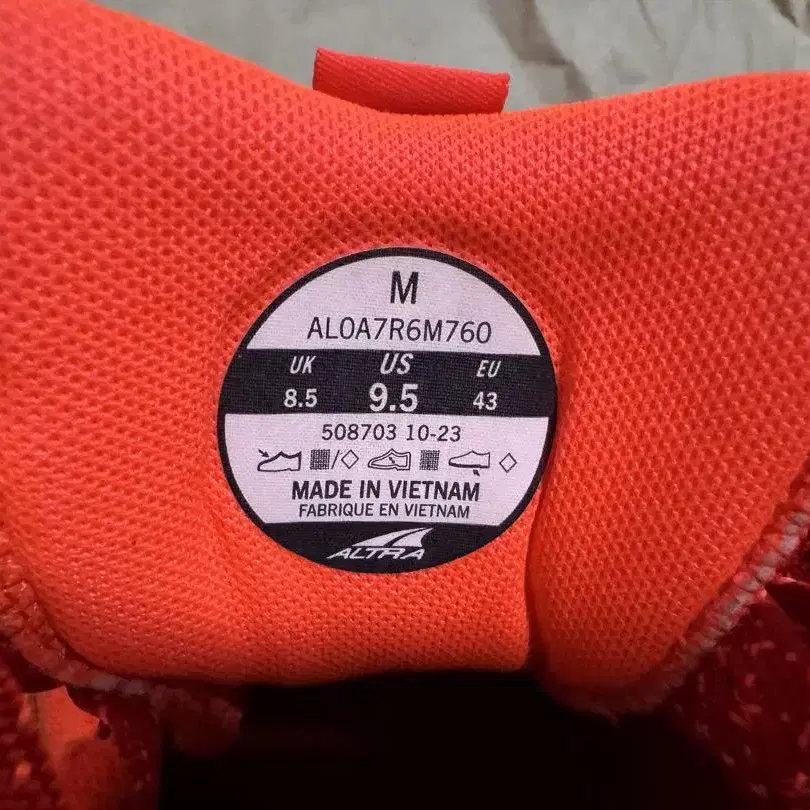 M
AL0A7R6M760
UK US EU
8.5 9.5 43
508703 10-23
MADE IN VIETNAM
FABRIQUE EN VIETNAM
ALTRA